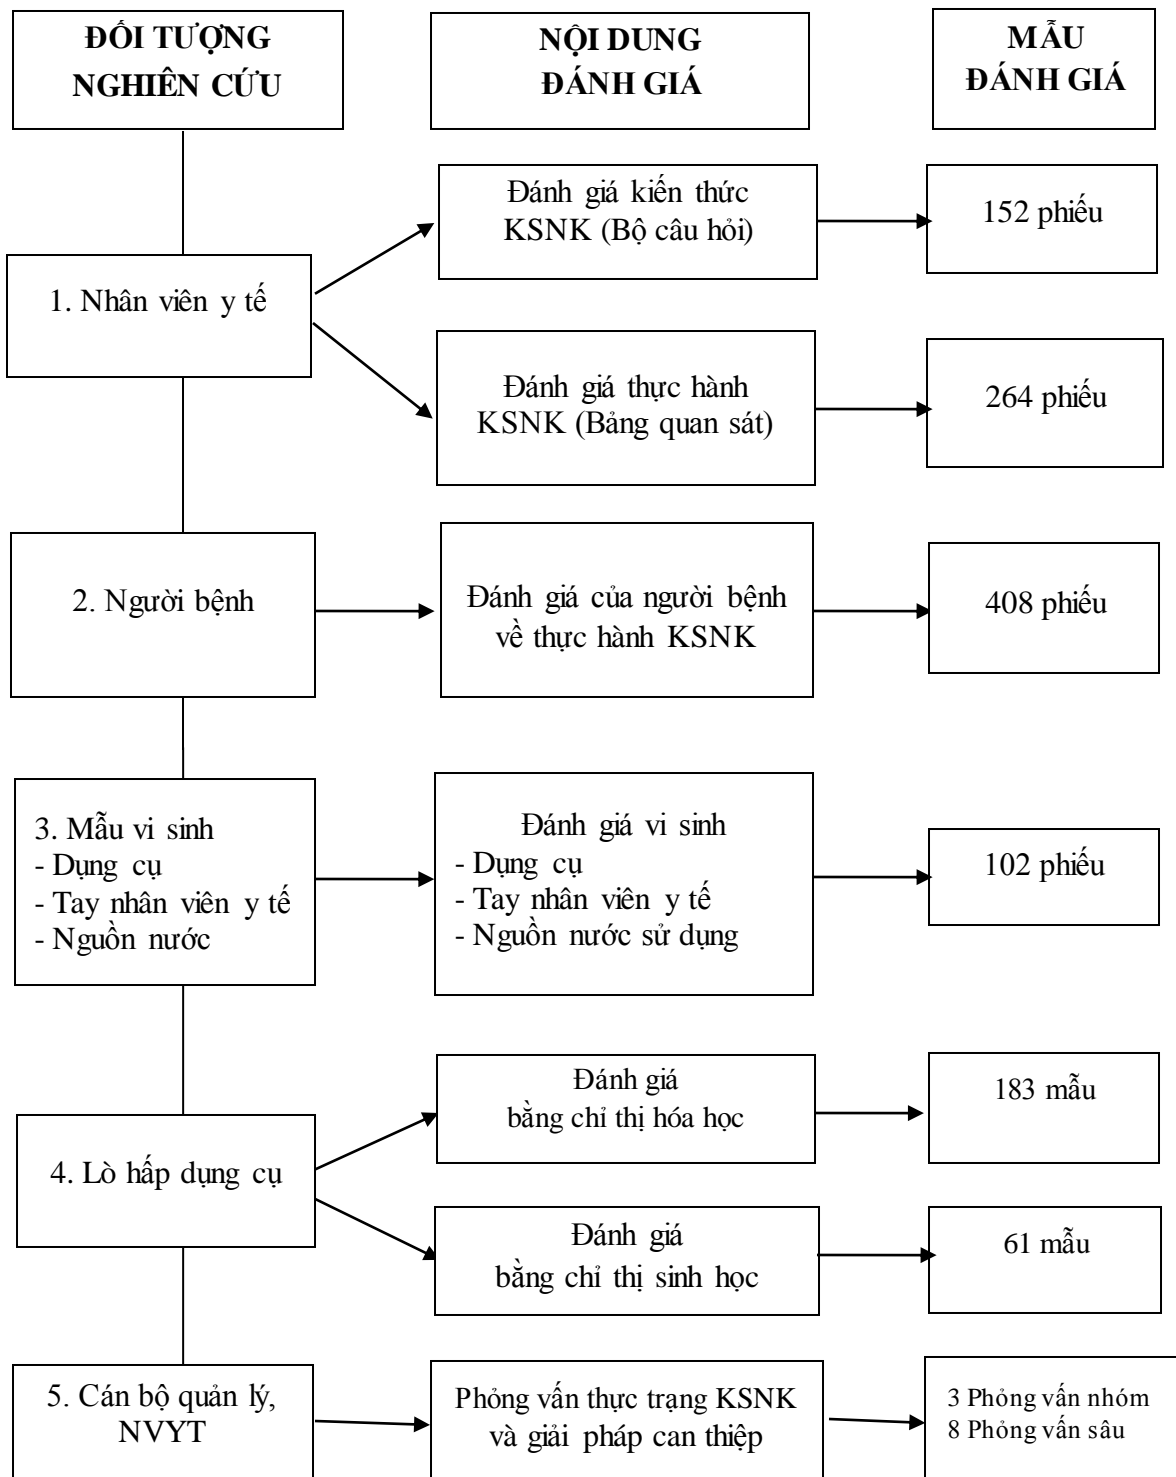 ĐỐI TƯỢNG
NGHIÊN CỨU
NỘI DUNG
ĐÁNH GIÁ
MẪU
ĐÁNH GIÁ
1. Nhân viên y tế
Đánh giá kiến thức
KSNK (Bộ câu hỏi)
152 phiếu
Đánh giá thực hành
KSNK (Bảng quan sát)
264 phiếu
2. Người bệnh
Đánh giá của người bệnh
về thực hành KSNK
408 phiếu
3. Mẫu vi sinh
- Dụng cụ
- Tay nhân viên y tế
- Nguồn nước
Đánh giá vi sinh
- Dụng cụ
- Tay nhân viên y tế
- Nguồn nước sử dụng
102 phiếu
4. Lò hấp dụng cụ
Đánh giá
bằng chỉ thị hóa học
183 mẫu
Đánh giá
bằng chỉ thị sinh học
61 mẫu
5. Cán bộ quản lý,
NVYT
Phỏng vấn thực trạng KSNK
và giải pháp can thiệp
3 Phỏng vấn nhóm
8 Phỏng vấn sâu